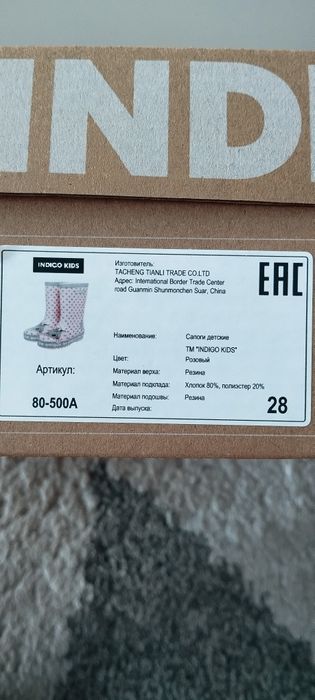 INDI
INDIGO KIDS
Изготовитель:
TACHENG TIANLI TRADE CO.LTD
Адрес: International Border Trade Center
road Guanmin Shunmonchen Suar, China
EAC
Наименование: Сапоги детские
ТМ "INDIGO KIDS"
Цвет: Розовый
Материал верха: Резина
Материал подклада: Хлопок 80%, полиэстер 20%
Материал подошвы: Резина
Дата выпуска:
Артикул:
80-500A
28